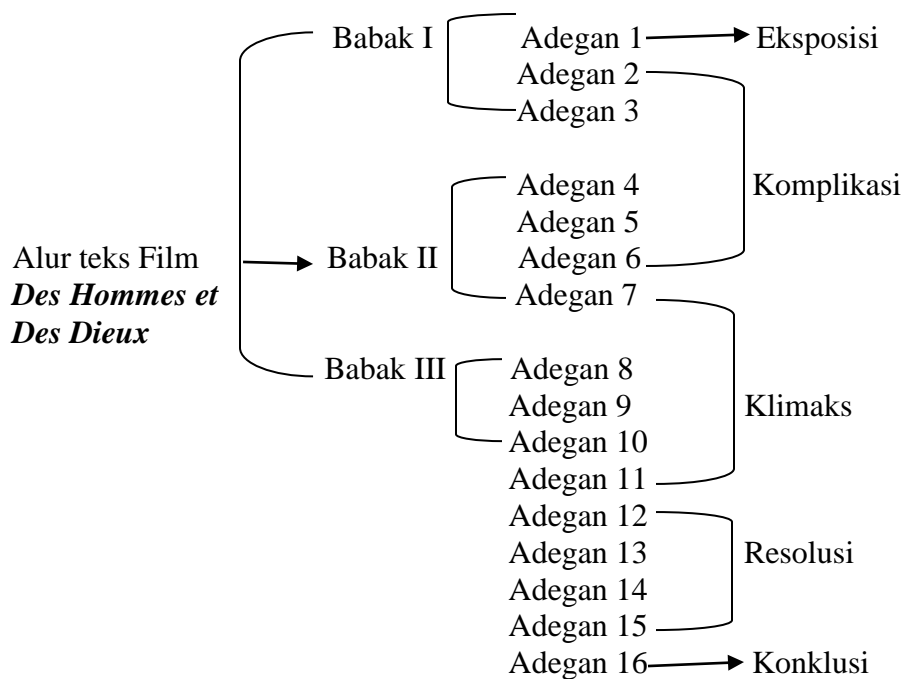 Babak I Adegan 1 Eksposisi
Adegan 2
Adegan 3
Adegan 4 Komplikasi
Adegan 5
Alur teks Film Babak II Adegan 6
Des Hommes et Adegan 7
Des Dieux
Babak III Adegan 8
Adegan 9 Klimaks
Adegan 10
Adegan 11
Adegan 12
Adegan 13 Resolusi
Adegan 14
Adegan 15
Adegan 16 Konklusi